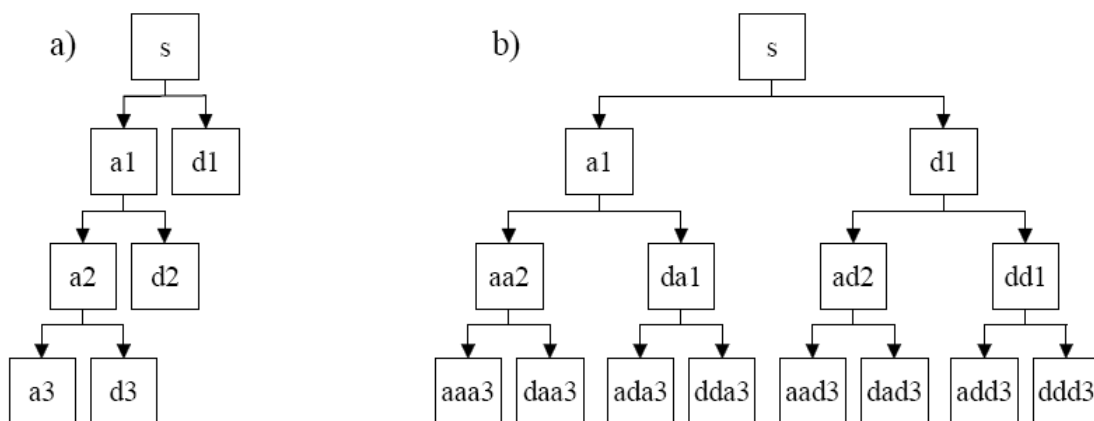 a) s b) s
a1 d1 a1 d1
a2 d2 aa2 da1 ad2 dd1
a3 d3 aaa3 daa3 ada3 dda3 aad3 dad3 add3 ddd3